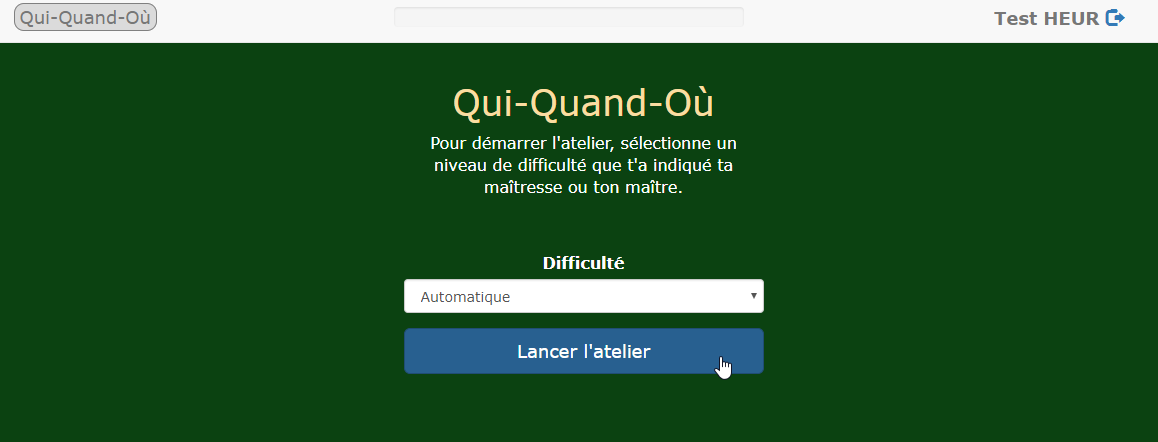 Qui-Quand-Où
Test HEUR
Qui-Quand-Où
Pour démarrer l'atelier, sélectionne un
niveau de difficulté que t'a indiqué ta
maîtresse ou ton maître.
Difficulté
Automatique
Lancer l'atelier